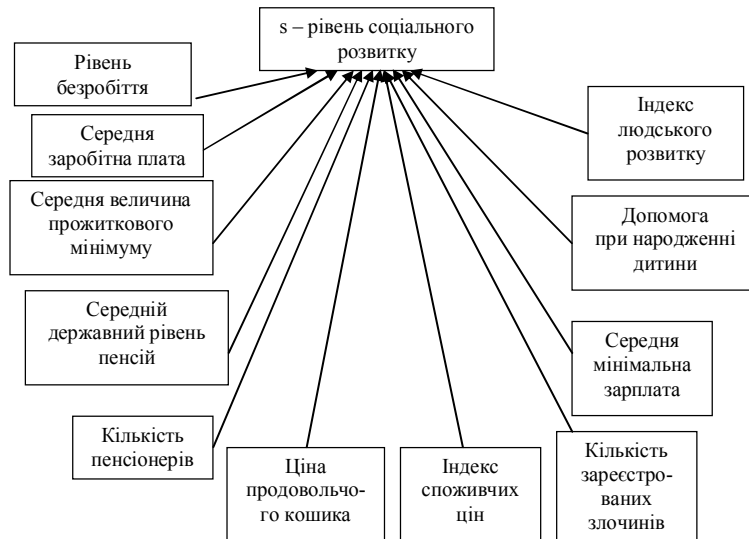 s – рівень соціального
розвитку
Рівень
безробіття
Середня
заробітна плата
Середня величина
прожиткового
мінімуму
Середній
державний рівень
пенсій
Кількість
пенсіонерів
Ціна
продовольчо-
го кошика
Індекс
споживчих
цін
Кількість
зареєстро-
ваних
злочинів
Середня
мінімальна
зарплата
Допомога
при народженні
дитини
Індекс
людського
розвитку